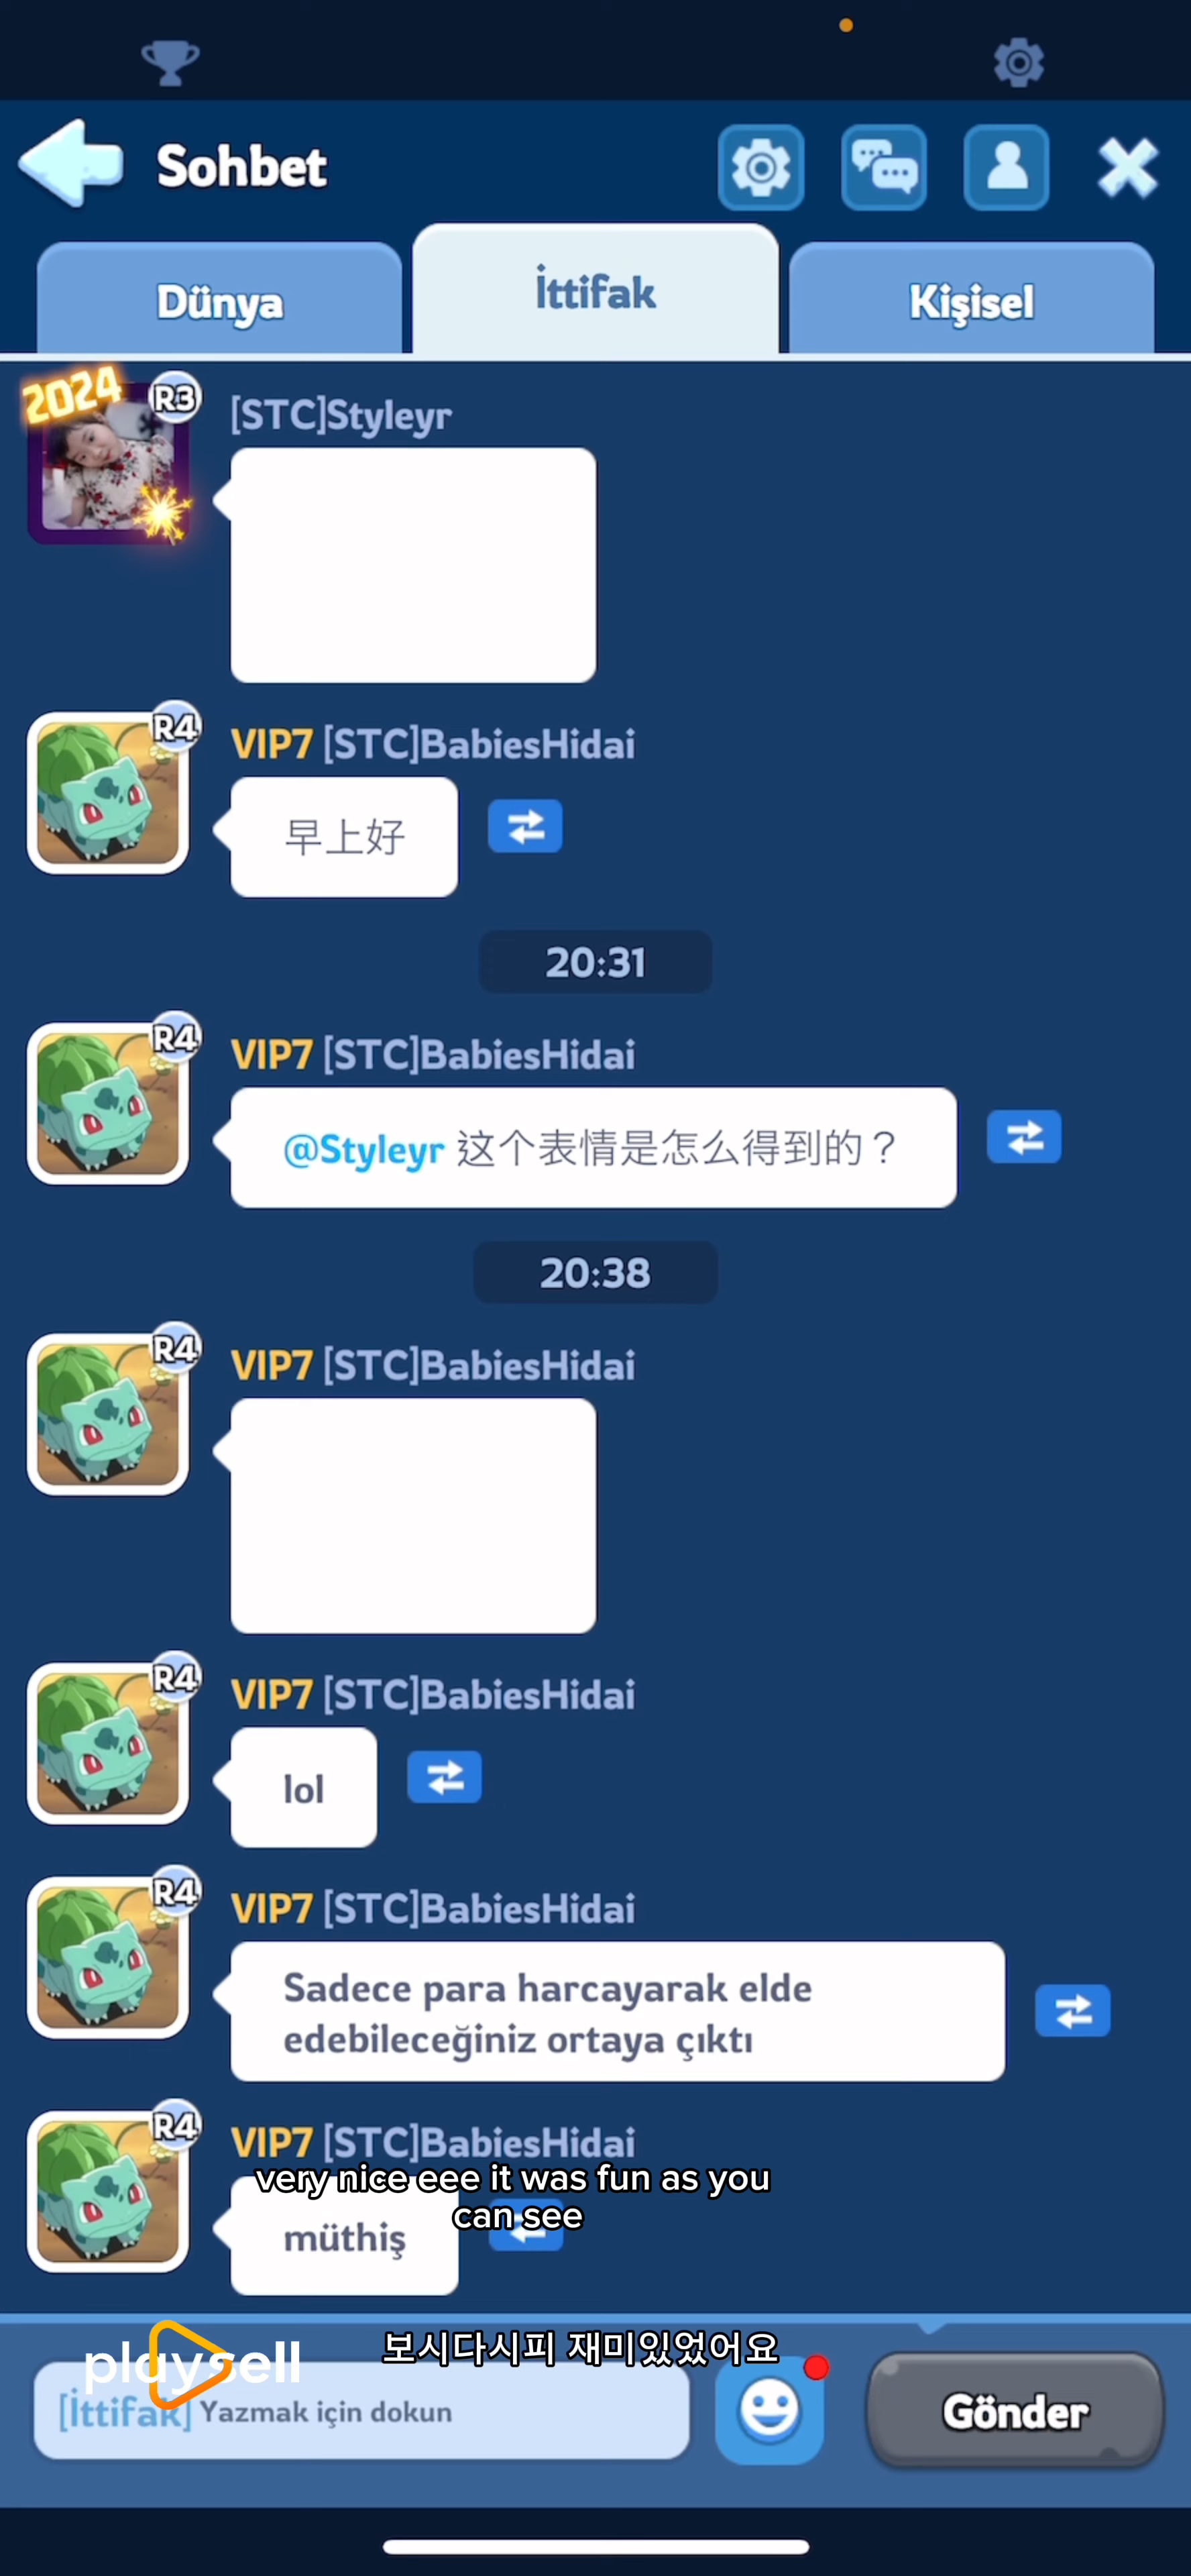 Sohbet
Dünya
İttifak
Kişisel
2024
R3
[STC]Styleyr
R4
VIP7 [STC]BabiesHidai
早上好
20:31
R4
VIP7 [STC]BabiesHidai
@Styleyr 这个表情是怎么得到的？
20:38
R4
VIP7 [STC]BabiesHidai
R4
VIP7 [STC]BabiesHidai
lol
R4
VIP7 [STC]BabiesHidai
Sadece para harcayarak elde
edebileceğiniz ortaya çıktı
R4
VIP7 [STC]BabiesHidai
very nice eee it was fun as you
can see
müthiş
보시다시피 재미있었어요
playsell
[İttifak] Yazmak için dokun
Gönder